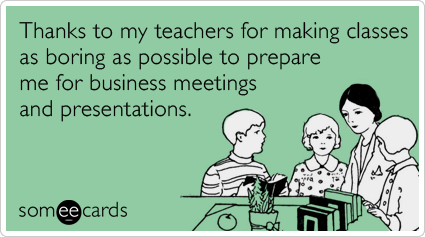 Thanks to my teachers for making classes
as boring as possible to prepare
me for business meetings
and presentations.
someecards